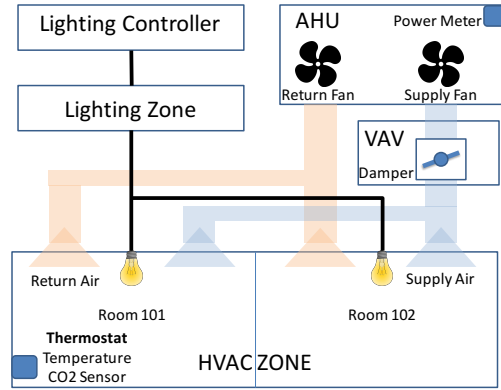 Lighting Controller
AHU
Power Meter
Return Fan
Supply Fan
Lighting Zone
VAV
Damper
Return Air
Supply Air
Room 101
Room 102
Thermostat
Temperature
CO2 Sensor
HVAC ZONE